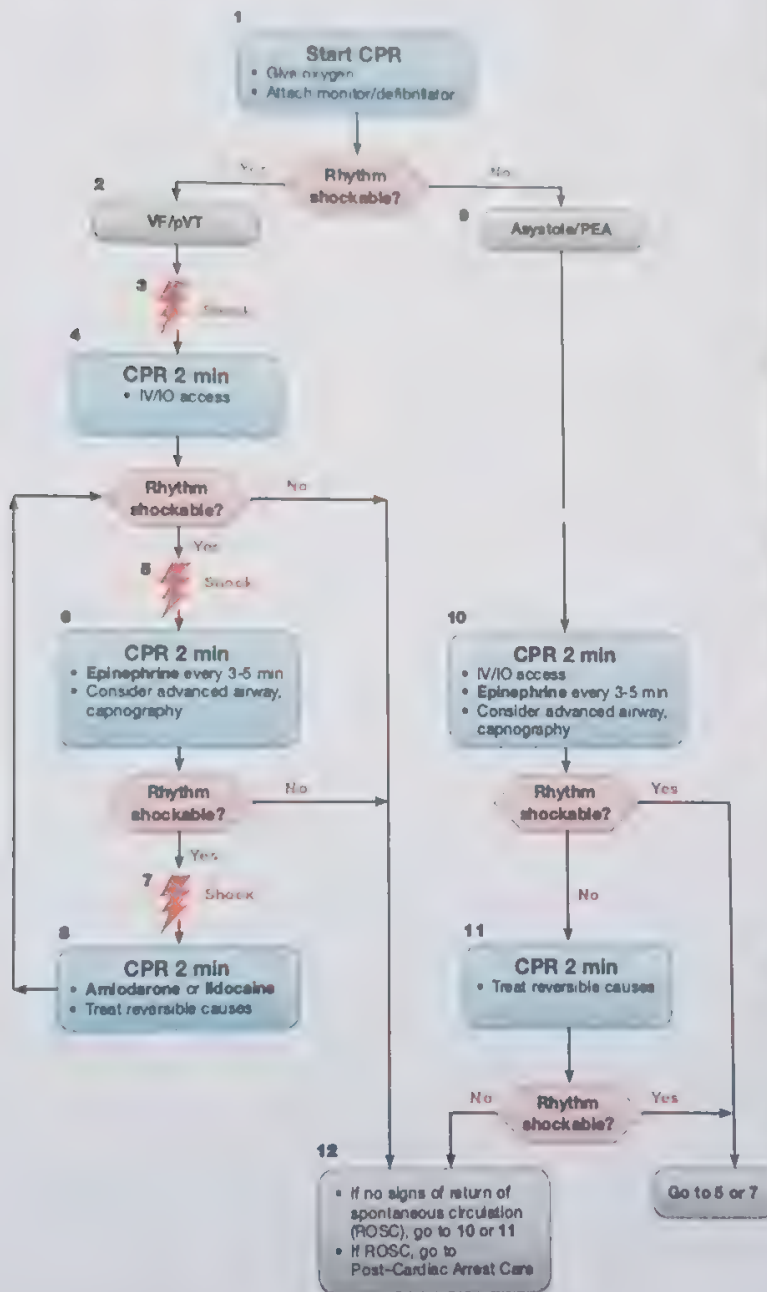 1
Start CPR
• Give oxygen
• Attach monitor/defibrillator
Yes
Rhythm
shockable?
No
2
VF/pVT
9
Asystole/PEA
3
Shock
4
CPR 2 min
• IV/IO access
Rhythm
shockable?
No
Yes
5
Shock
6
CPR 2 min
• Epinephrine every 3-5 min
• Consider advanced airway,
capnography
10
CPR 2 min
• IV/IO access
• Epinephrine every 3-5 min
• Consider advanced airway,
capnography
Rhythm
shockable?
No
Yes
7
Shock
Rhythm
shockable?
Yes
No
8
CPR 2 min
• Amiodarone or lidocaine
• Treat reversible causes
11
CPR 2 min
• Treat reversible causes
No
Rhythm
shockable?
Yes
12
• If no signs of return of
spontaneous circulation
(ROSC), go to 10 or 11
• If ROSC, go to
Post–Cardiac Arrest Care
Go to 5 or 7